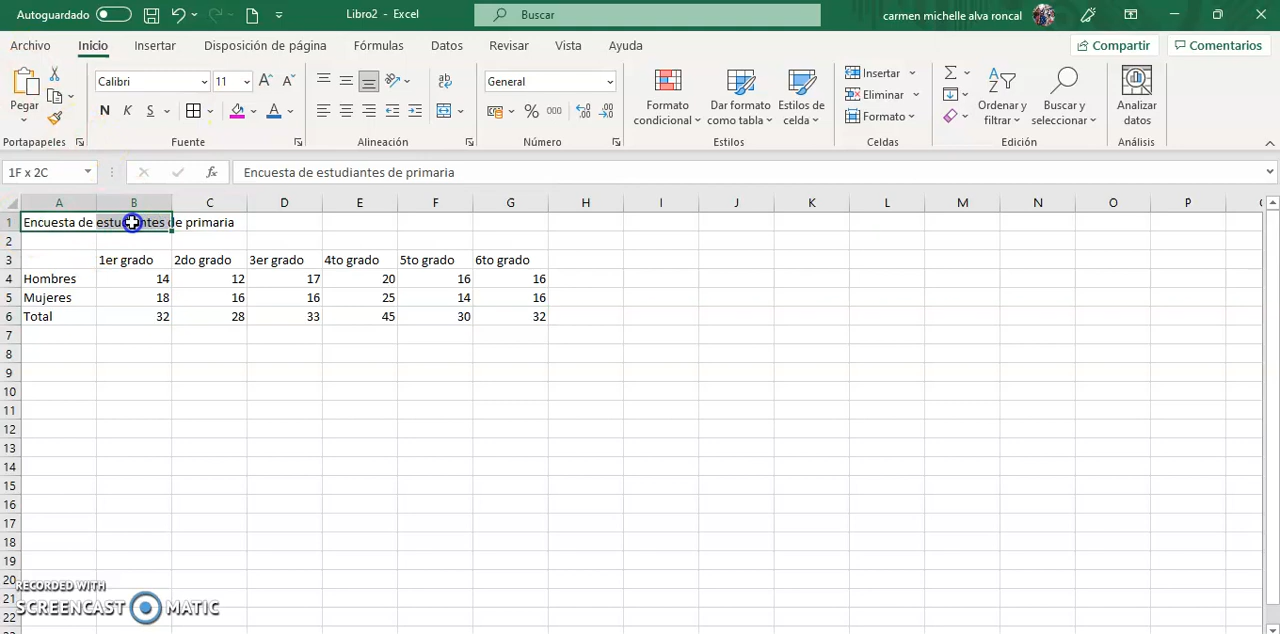 Autoguardado Libro2 - Excel Buscar carmen michelle alva roncal
Archivo Inicio Insertar Disposición de página Fórmulas Datos Revisar Vista Ayuda Compartir Comentarios
Pegar Calibri 11 N K S General % 000 Formato condicional Dar formato como tabla Estilos de celda Insertar Eliminar Formato Ordenar y filtrar Buscar y seleccionar Analizar datos
Portapapeles Fuente Alineación Número Estilos Celdas Edición Análisis
1F x 2C fx Encuesta de estudiantes de primaria
A B C D E F G H I J K L M N O P
1 Encuesta de estudiantes de primaria
2
3 1er grado 2do grado 3er grado 4to grado 5to grado 6to grado
4 Hombres 14 12 17 20 16 16
5 Mujeres 18 16 16 25 14 16
6 Total 32 28 33 45 30 32
7
8
9
10
11
12
13
14
15
16
17
18
19
20
RECORDED WITH
SCREENCAST MATIC
22